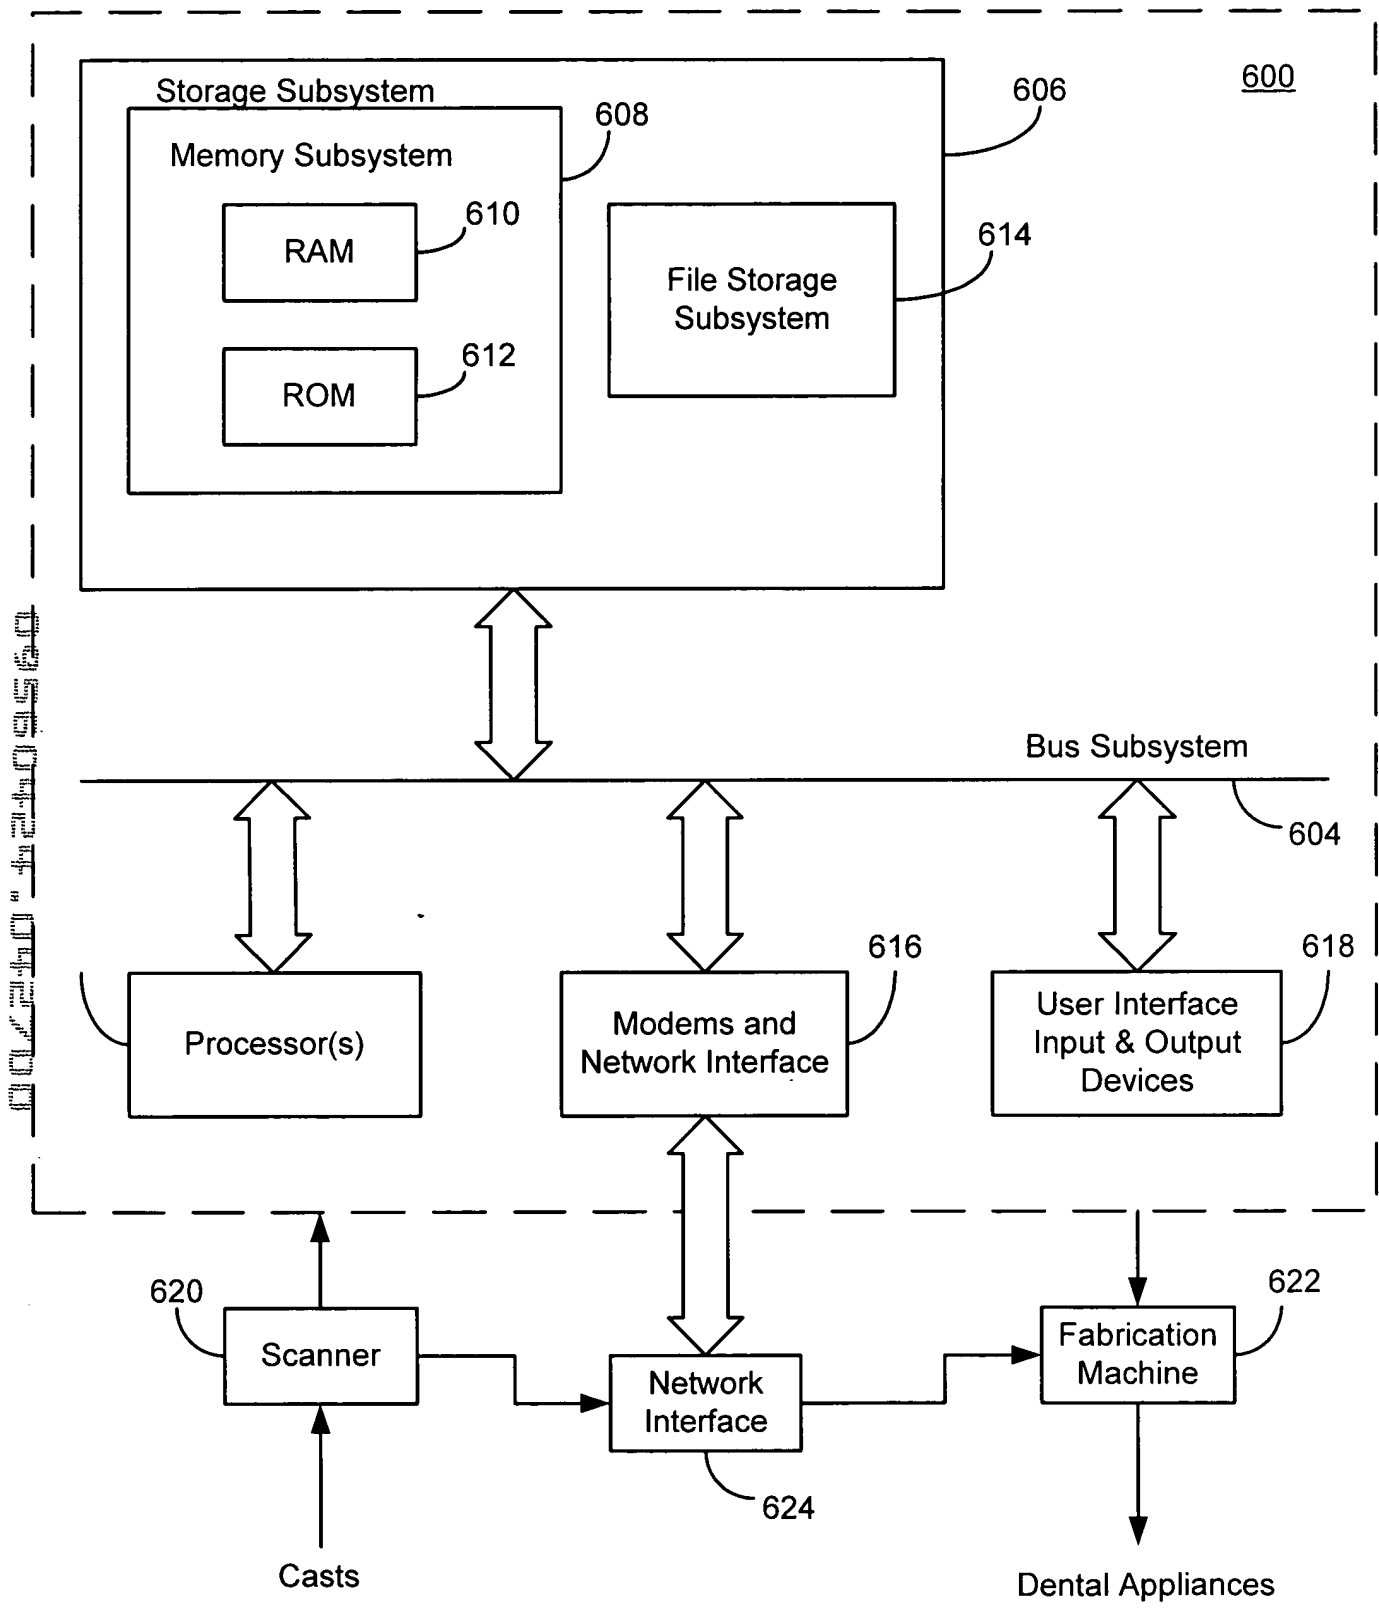 600
Storage Subsystem
606
608
Memory Subsystem
610
RAM
614
File Storage
Subsystem
612
ROM
Bus Subsystem
604
616
618
Processor(s)
Modems and
Network Interface
User Interface
Input & Output
Devices
620
Scanner
622
Fabrication
Machine
Network
Interface
624
Casts
Dental Appliances